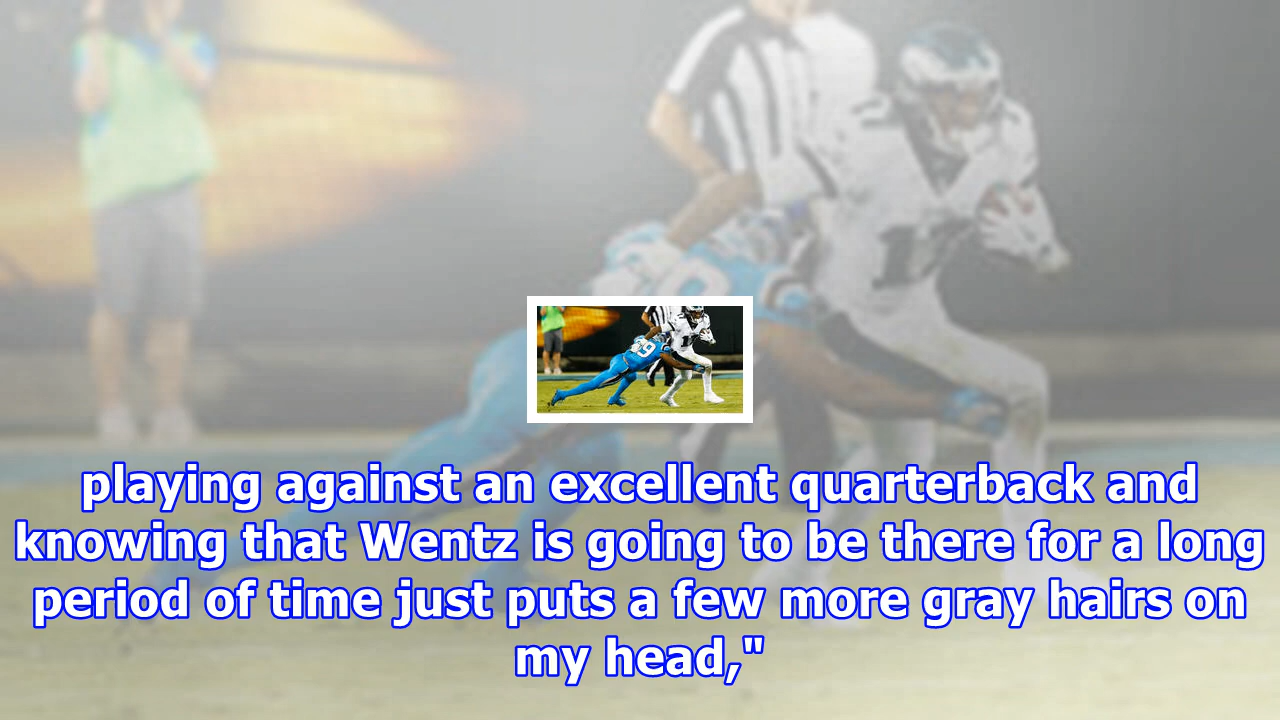 playing against an excellent quarterback and
knowing that Wentz is going to be there for a long
period of time just puts a few more gray hairs on
my head,"